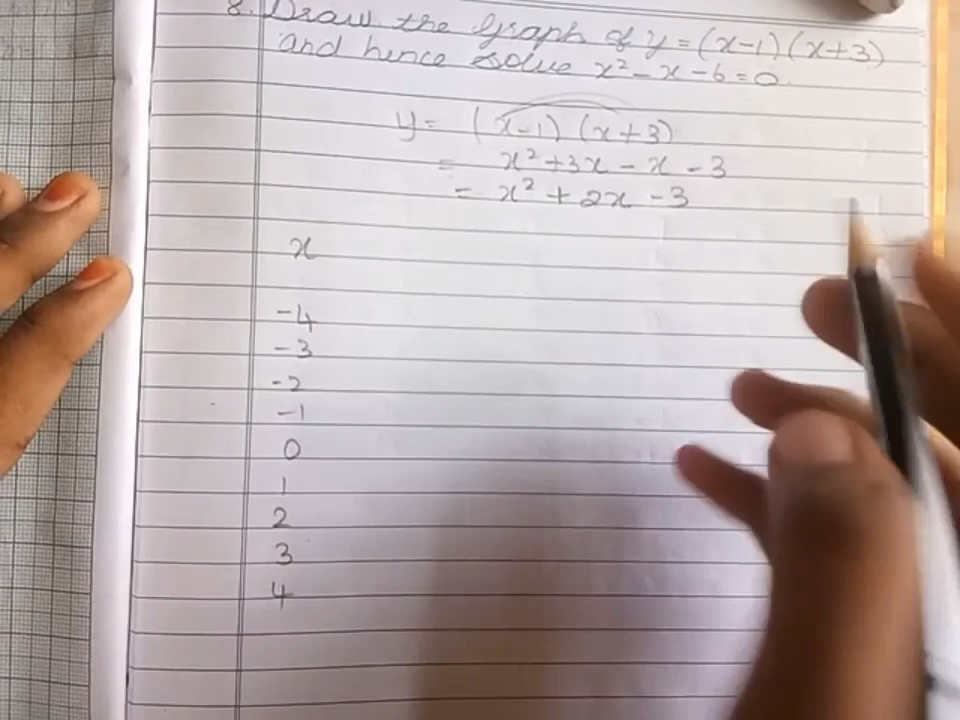 8. Draw the graph of y = (x-1)(x+3)
and hence solve x² - x - 6 = 0.
y = (x-1) (x+3)
= x² + 3x - x - 3
= x² + 2x - 3
x
-4
-3
-2
-1
0
1
2
3
4